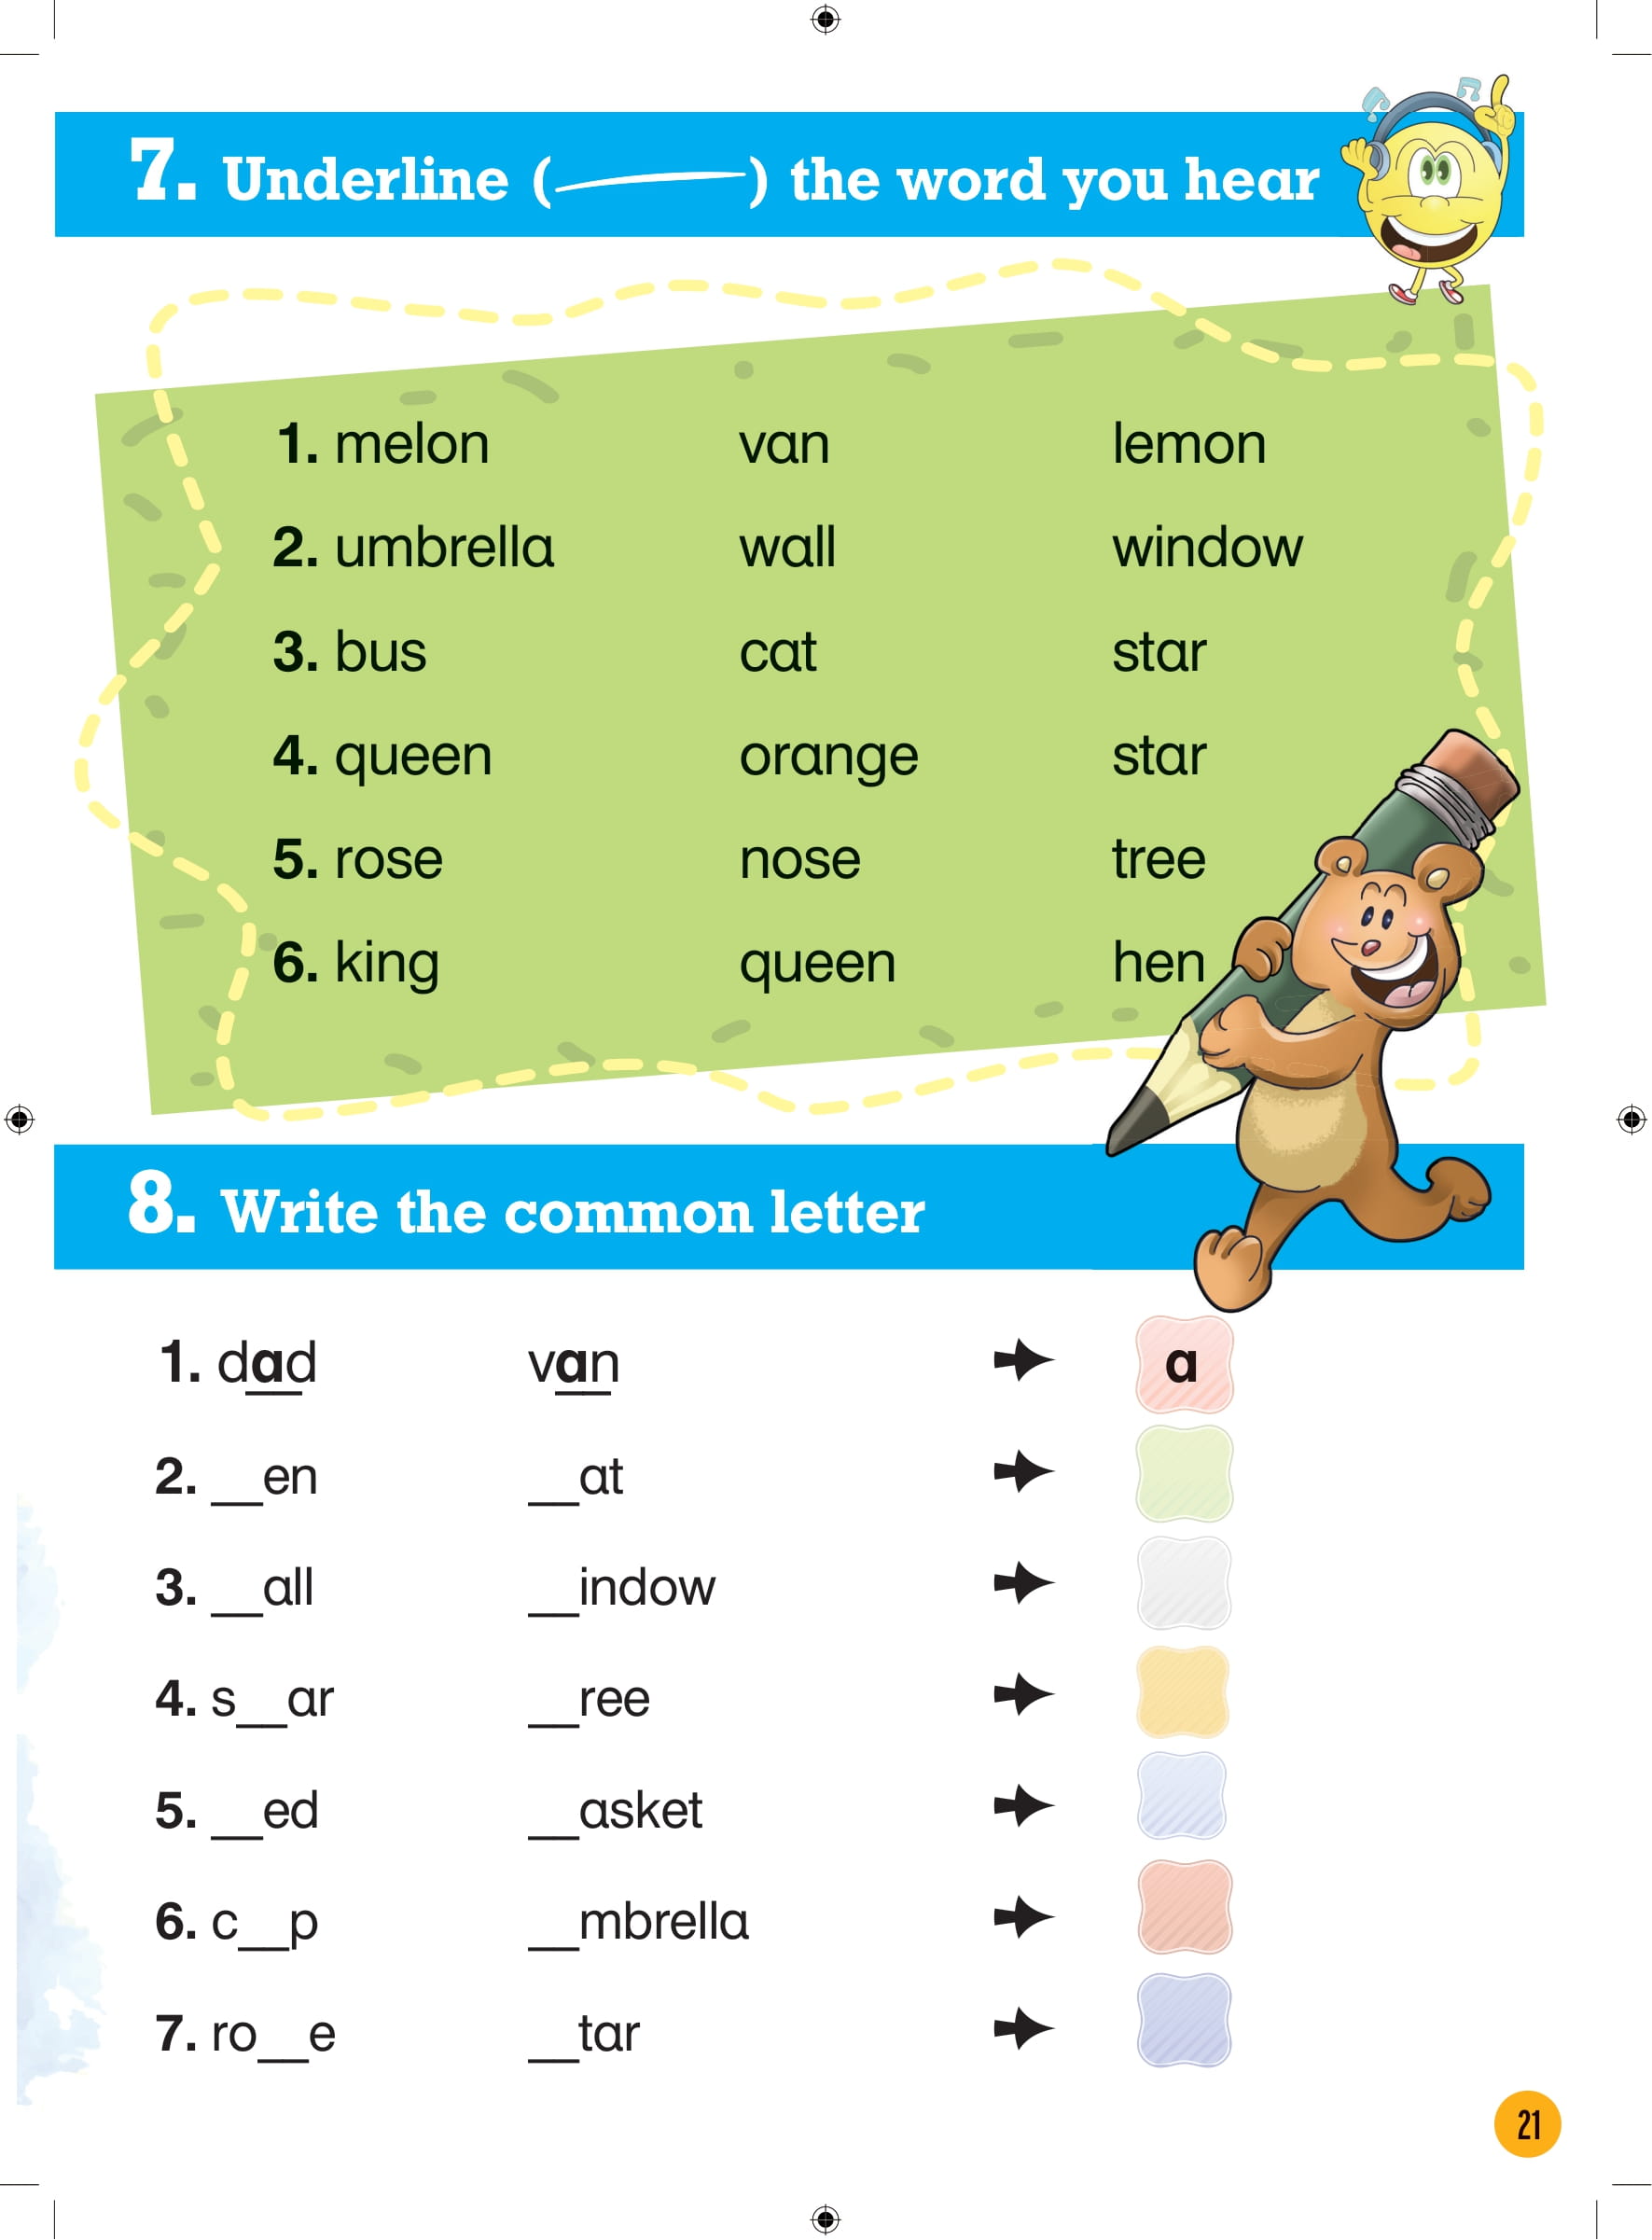 7. Underline (______) the word you hear
1. melon van lemon
2. umbrella wall window
3. bus cat star
4. queen orange star
5. rose nose tree
6. king queen hen
8. Write the common letter
1. dad van a
2. __en __at
3. __all __indow
4. s__ar __ree
5. __ed __asket
6. c__p __mbrella
7. ro__e __tar
21